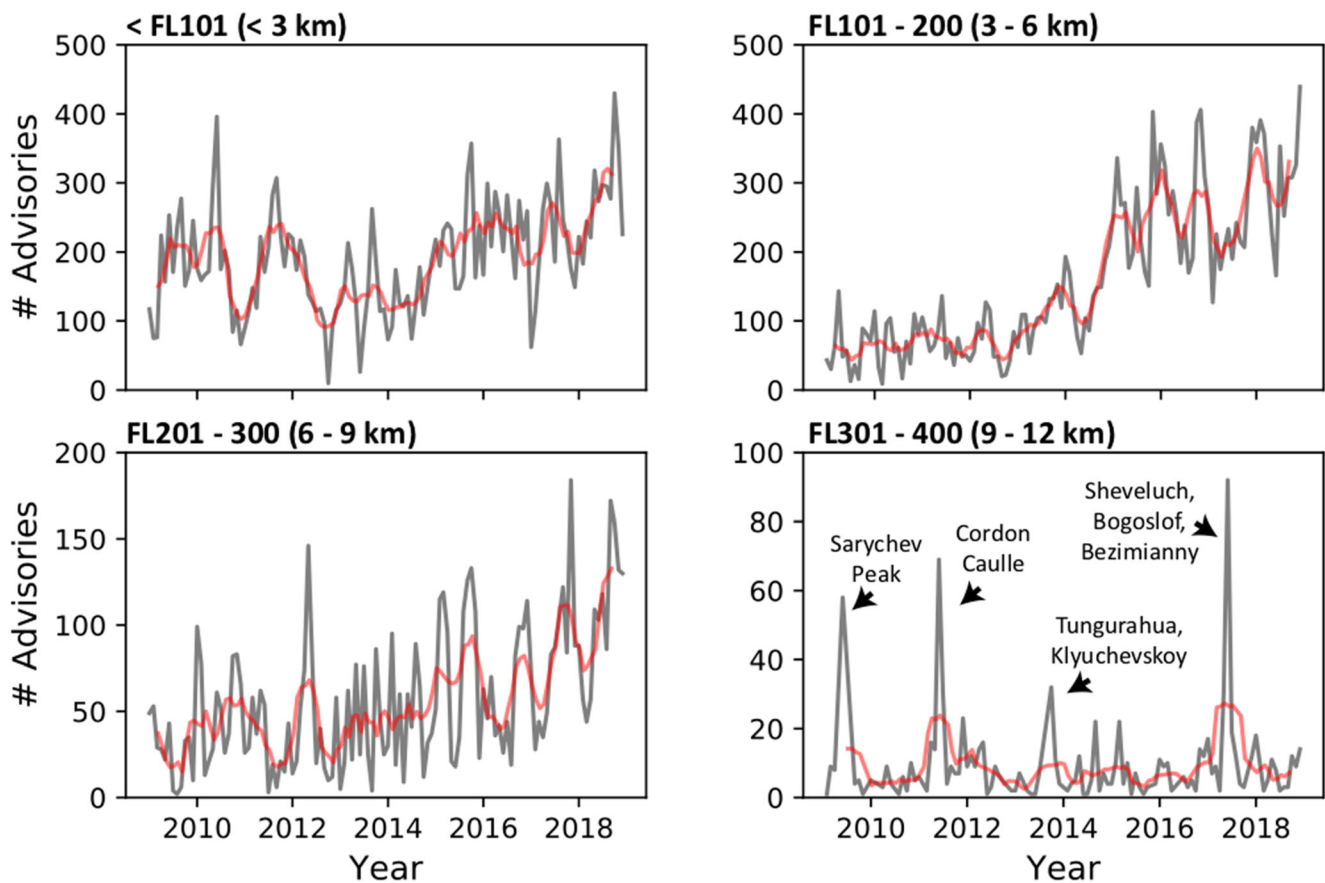 < FL101 (< 3 km)
500
400
300
200
100
0
# Advisories
FL101 - 200 (3 - 6 km)
500
400
300
200
100
0
FL201 - 300 (6 - 9 km)
200
150
100
50
0
# Advisories
2010 2012 2014 2016 2018
Year
FL301 - 400 (9 - 12 km)
100
80
60
40
20
0
Sarychev
Peak
Cordon
Caulle
Tungurahua,
Klyuchevskoy
Sheveluch,
Bogoslof,
Bezimianny
2010 2012 2014 2016 2018
Year